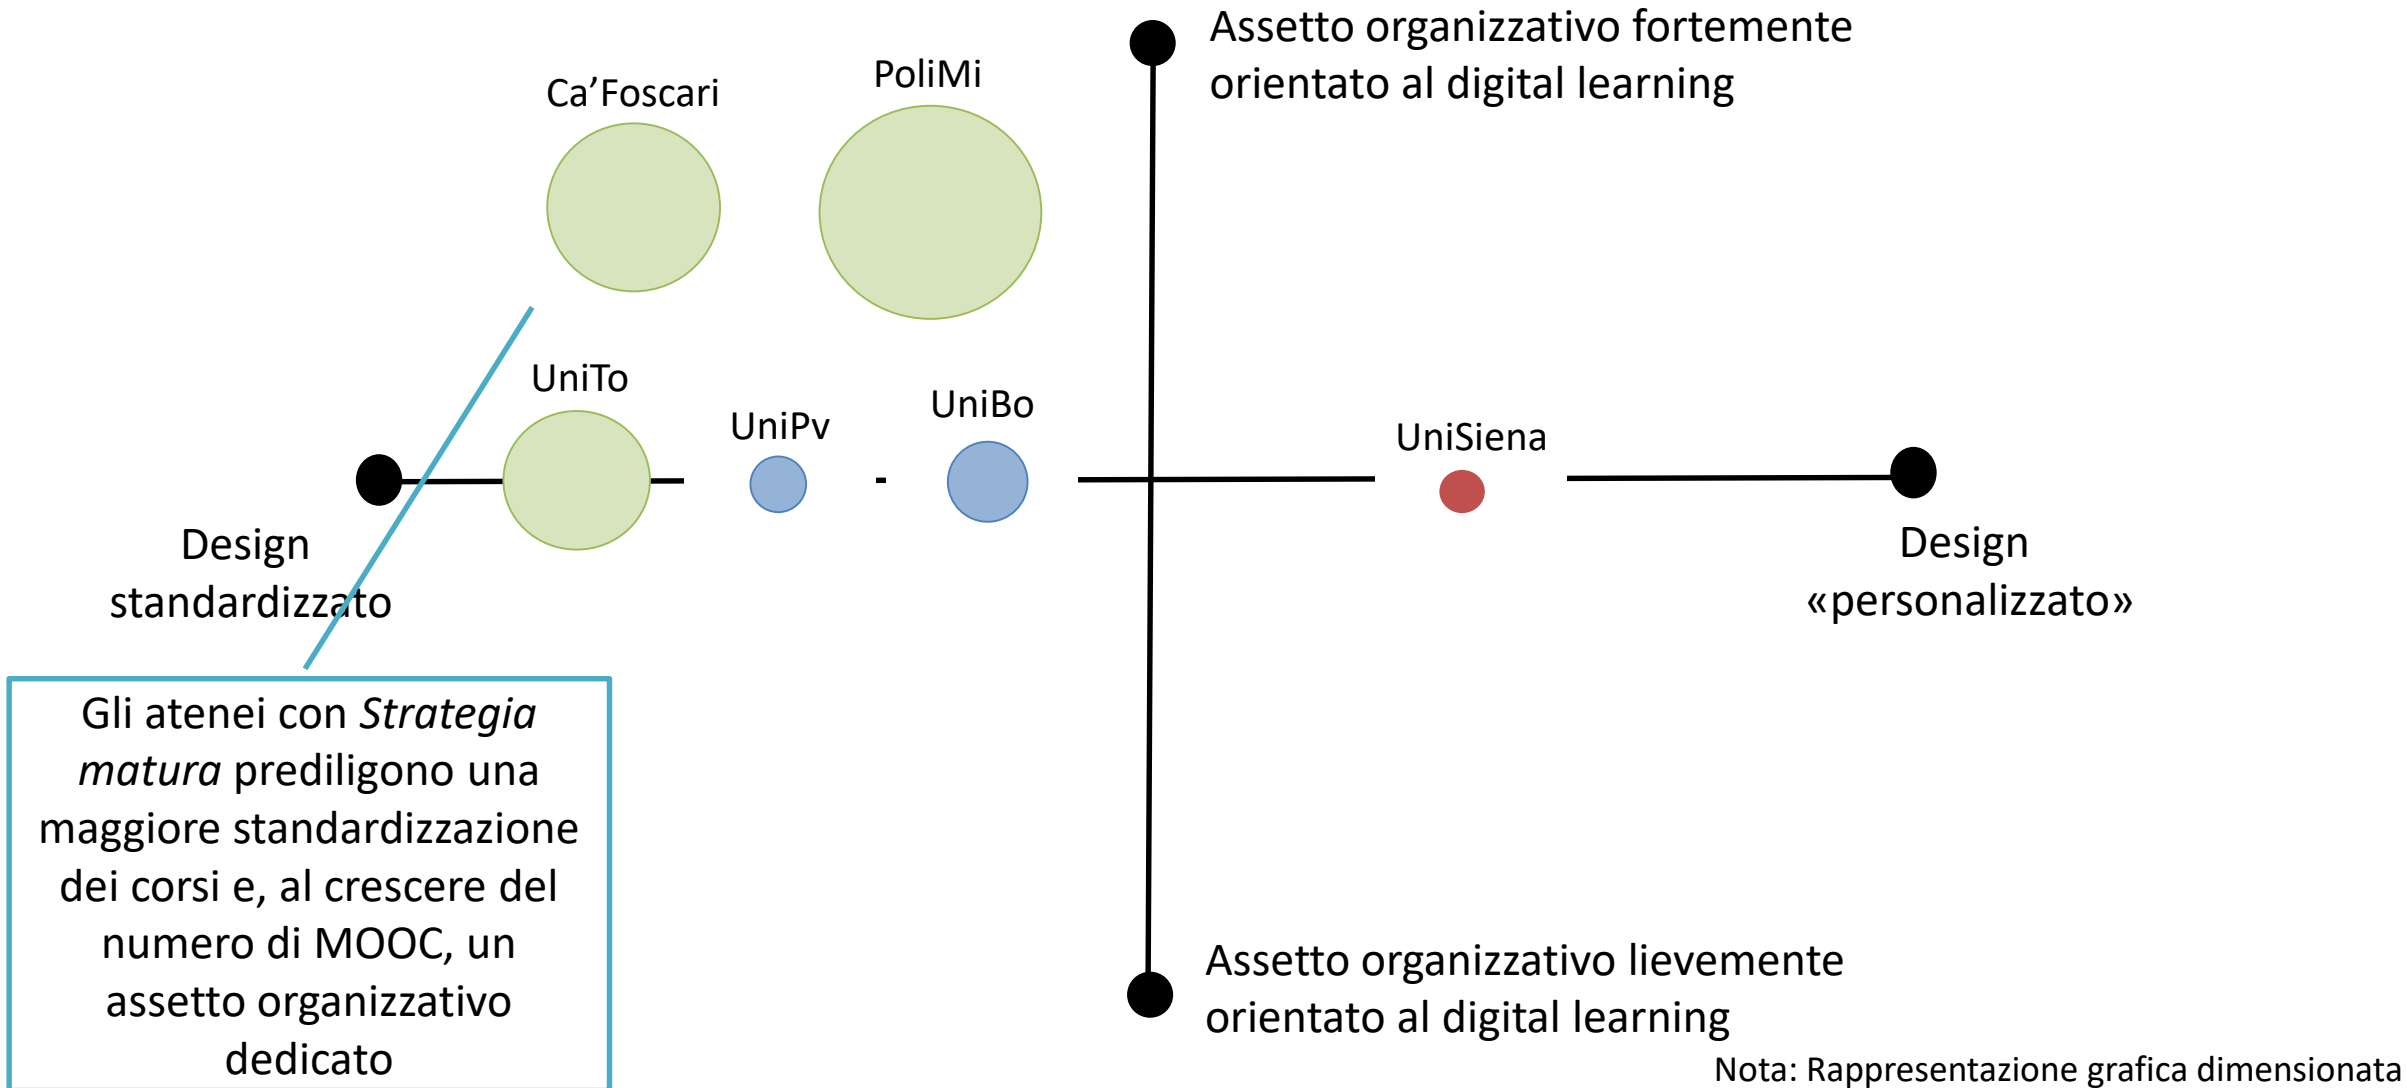 Assetto organizzativo fortemente
orientato al digital learning
PoliMi
Ca’Foscari
UniTo
UniPv
UniBo
UniSiena
Design
standardizzato
Design
«personalizzato»
Gli atenei con Strategia
matura prediligono una
maggiore standardizzazione
dei corsi e, al crescere del
numero di MOOC, un
assetto organizzativo
dedicato
Assetto organizzativo lievemente
orientato al digital learning
Nota: Rappresentazione grafica dimensionata